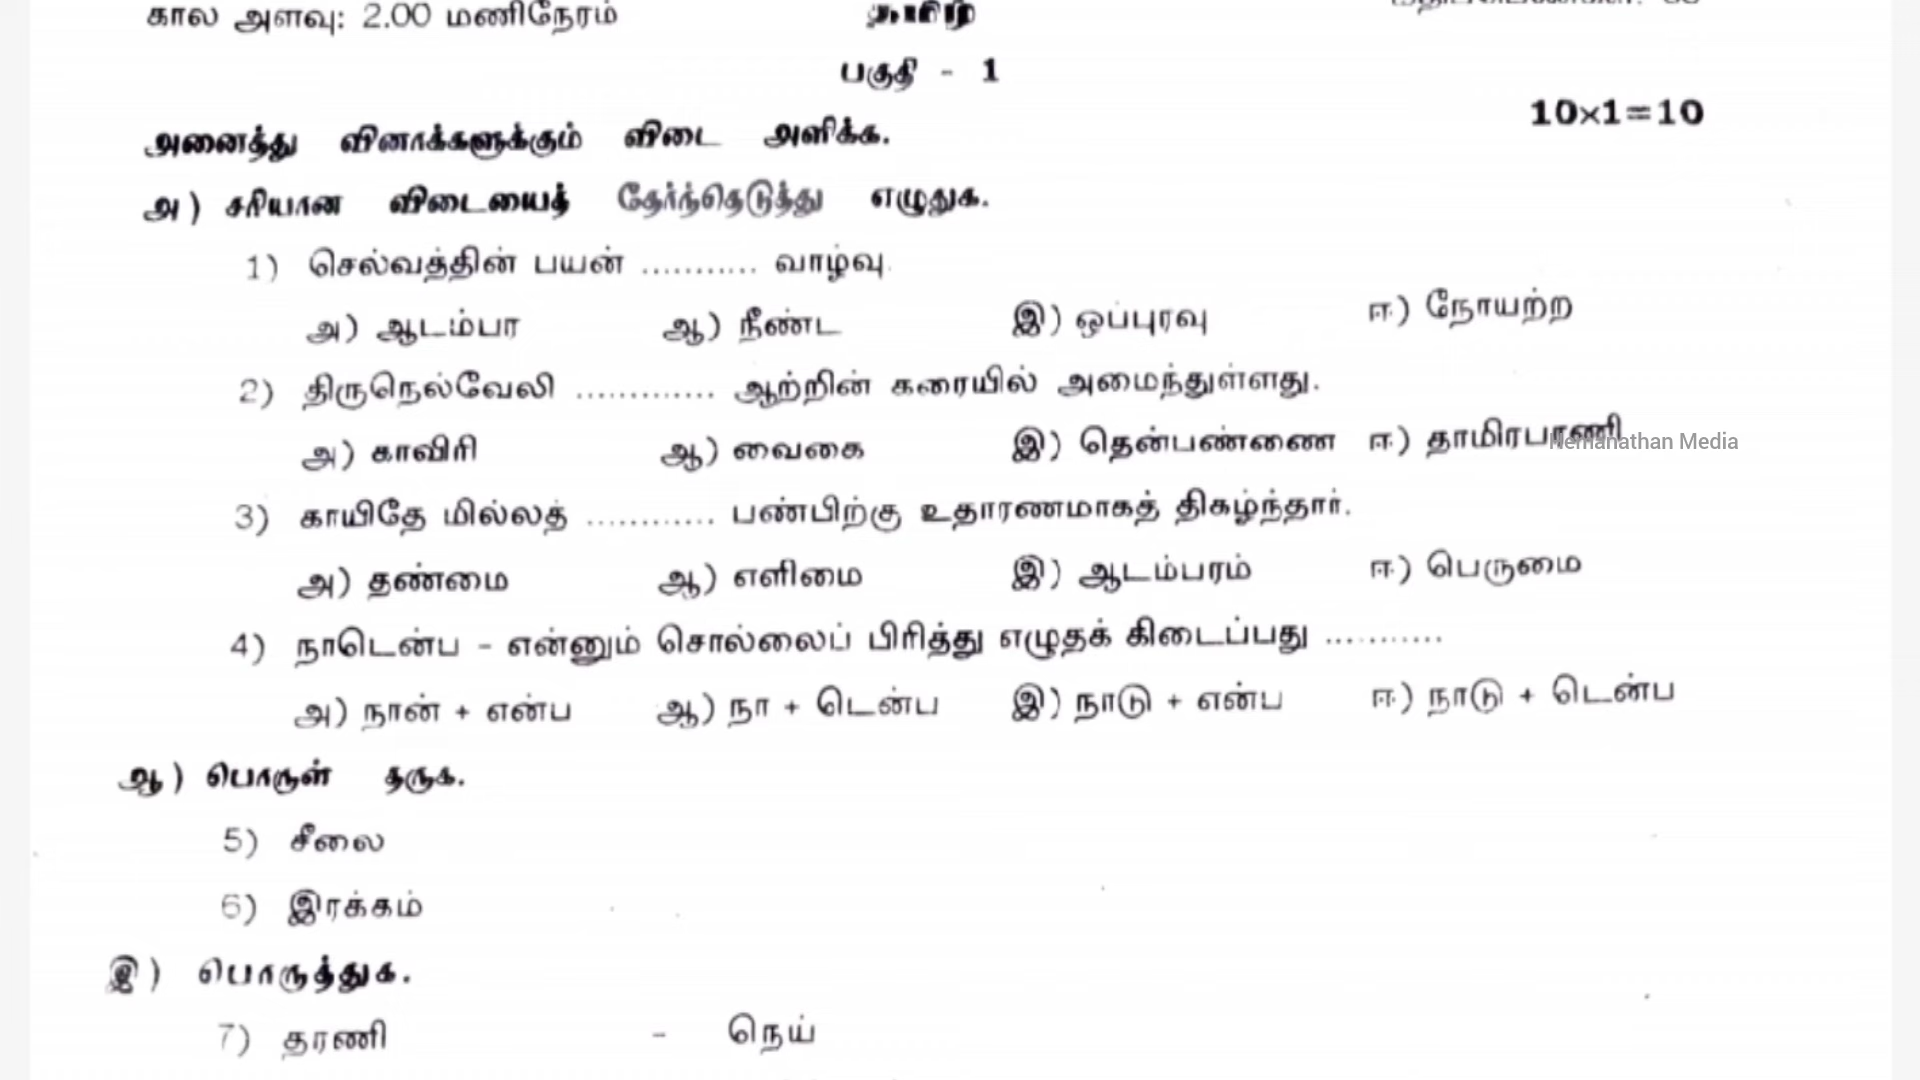 கால அளவு: 2.00 மணிநேரம்
தமிழ்
பகுதி - 1
10×1=10
அனைத்து வினாக்களுக்கும் விடை அளிக்க.
அ) சரியான விடையைத் தேர்ந்தெடுத்து எழுதுக.
1) செல்வத்தின் பயன் ........... வாழ்வு.
அ) ஆடம்பர ஆ) நீண்ட இ) ஒப்புரவு ஈ) நோயற்ற
2) திருநெல்வேலி ............. ஆற்றின் கரையில் அமைந்துள்ளது.
அ) காவிரி ஆ) வைகை இ) தென்பண்ணை ஈ) தாமிரபரணி
Hemanathan Media
3) காயிதே மில்லத் ............ பண்பிற்கு உதாரணமாகத் திகழ்ந்தார்.
அ) தண்மை ஆ) எளிமை இ) ஆடம்பரம் ஈ) பெருமை
4) நாடென்ப - என்னும் சொல்லைப் பிரித்து எழுதக் கிடைப்பது ...........
அ) நான் + என்ப ஆ) நா + டென்ப இ) நாடு + என்ப ஈ) நாடு + டென்ப
ஆ) பொருள் தருக.
5) சீலை
6) இரக்கம்
இ) பொருத்துக.
7) தரணி - நெய்